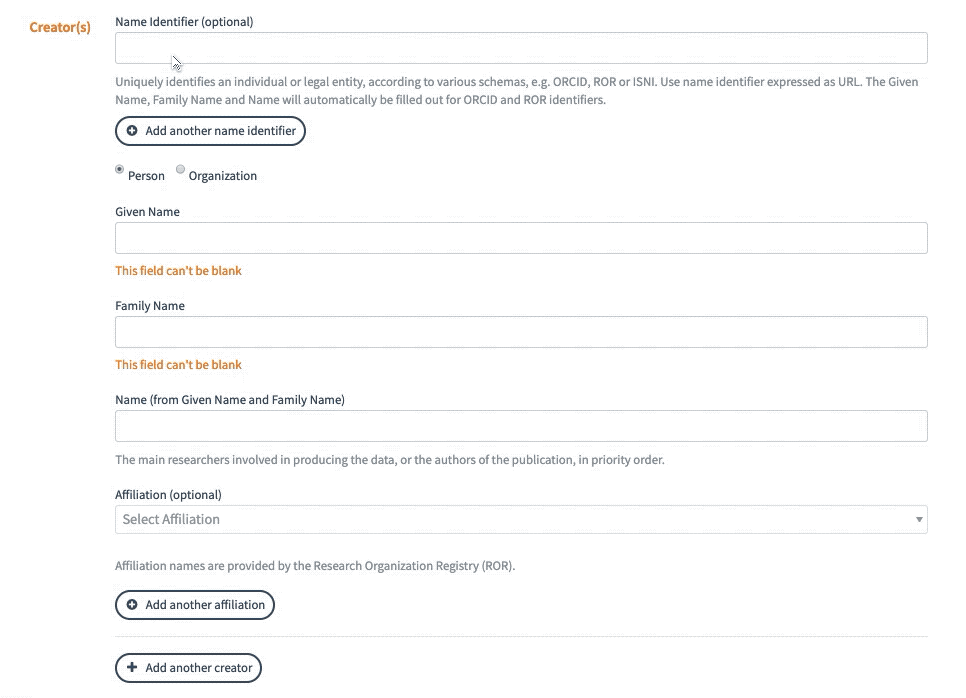 Creator(s)
Name Identifier (optional)
Uniquely identifies an individual or legal entity, according to various schemas, e.g. ORCID, ROR or ISNI. Use name identifier expressed as URL. The Given
Name, Family Name and Name will automatically be filled out for ORCID and ROR identifiers.
Add another name identifier
Person Organization
Given Name
This field can't be blank
Family Name
This field can't be blank
Name (from Given Name and Family Name)
The main researchers involved in producing the data, or the authors of the publication, in priority order.
Affiliation (optional)
Select Affiliation
Affiliation names are provided by the Research Organization Registry (ROR).
Add another affiliation
Add another creator